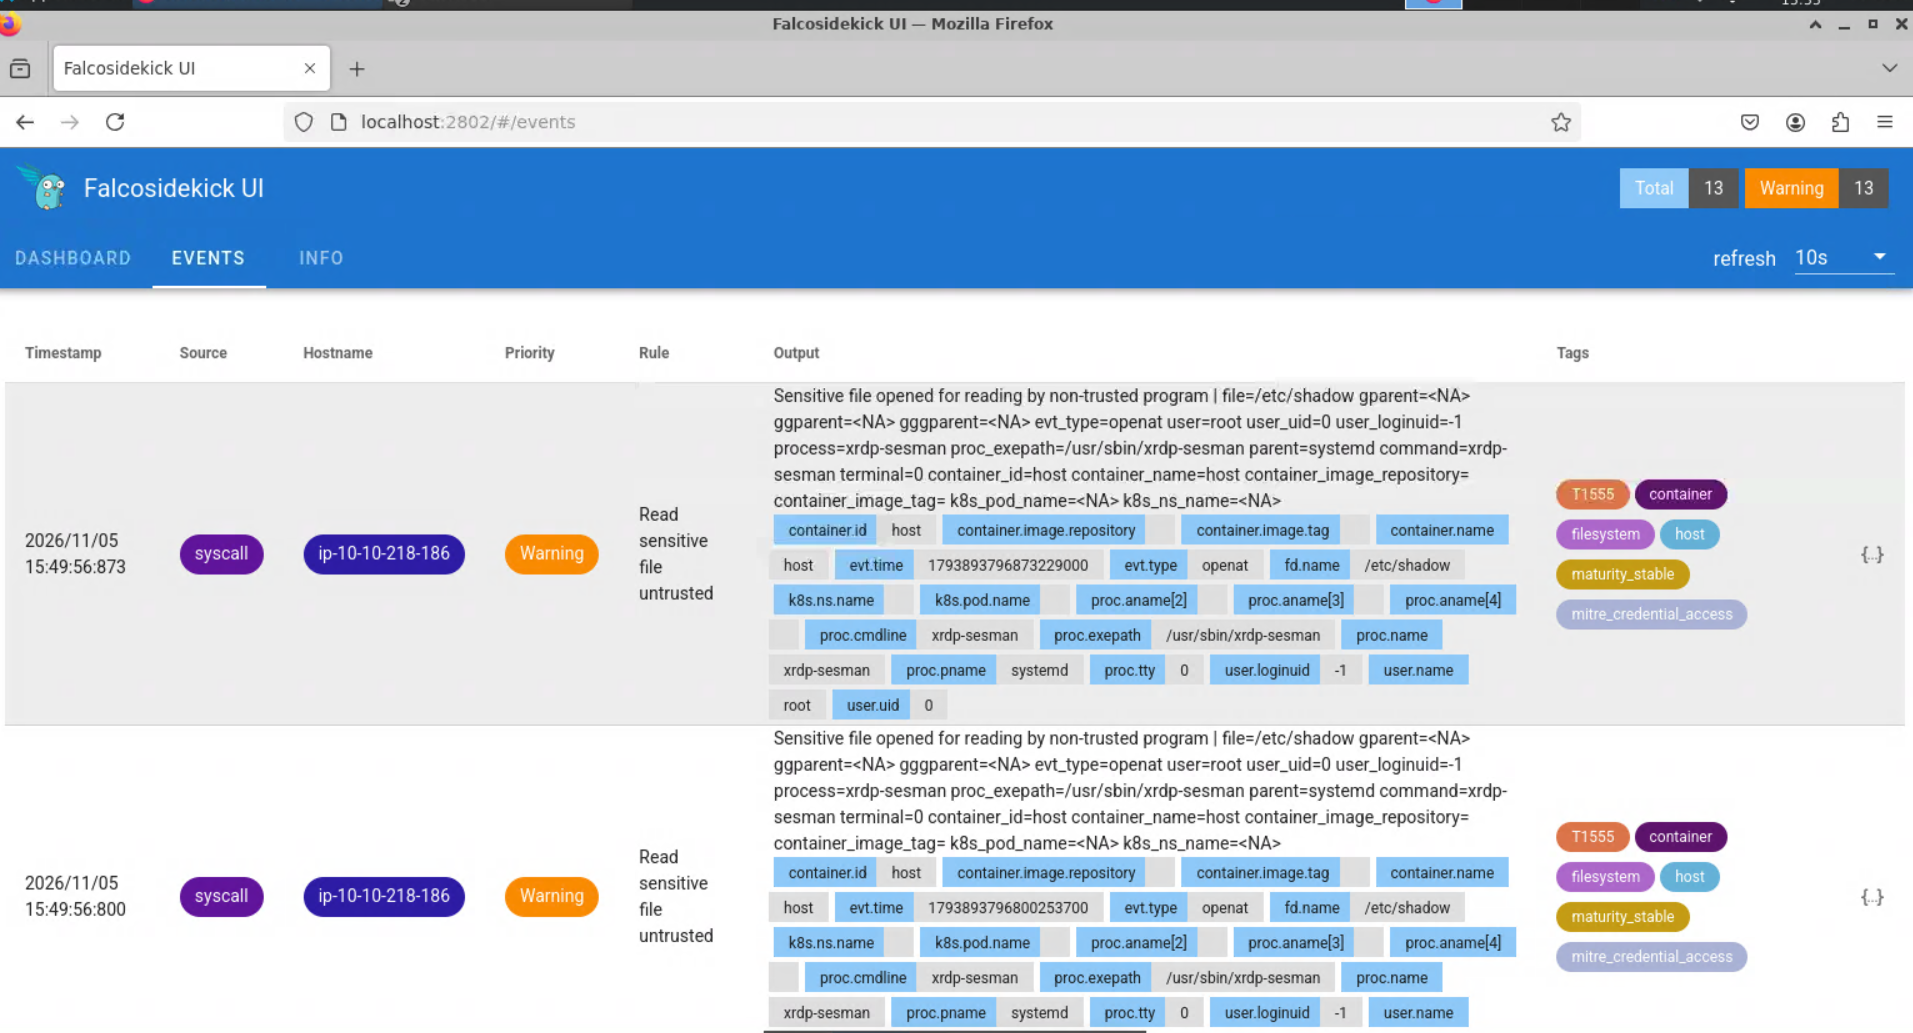 Falcosidekick UI — Mozilla Firefox
Falcosidekick UI
localhost:2802/#/events
Falcosidekick UI
Total 13 Warning 13
DASHBOARD EVENTS INFO
refresh 10s
Timestamp Source Hostname Priority Rule Output Tags
2026/11/05
15:49:56:873
syscall
ip-10-10-218-186
Warning
Read
sensitive
file
untrusted
Sensitive file opened for reading by non-trusted program | file=/etc/shadow gparent=<NA>
ggparent=<NA> gggparent=<NA> evt_type=openat user=root user_uid=0 user_loginuid=-1
process=xrdp-sesman proc_exepath=/usr/sbin/xrdp-sesman parent=systemd command=xrdp-
sesman terminal=0 container_id=host container_name=host container_image_repository=
container_image_tag= k8s_pod_name=<NA> k8s_ns_name=<NA>
container.id host container.image.repository container.image.tag container.name
host evt.time 1793893796873229000 evt.type openat fd.name /etc/shadow
k8s.ns.name k8s.pod.name proc.aname[2] proc.aname[3] proc.aname[4]
proc.cmdline xrdp-sesman proc.exepath /usr/sbin/xrdp-sesman proc.name
xrdp-sesman proc.pname systemd proc.tty 0 user.loginuid -1 user.name
root user.uid 0
T1555 container
filesystem host
maturity_stable
mitre_credential_access
{...}
2026/11/05
15:49:56:800
syscall
ip-10-10-218-186
Warning
Read
sensitive
file
untrusted
Sensitive file opened for reading by non-trusted program | file=/etc/shadow gparent=<NA>
ggparent=<NA> gggparent=<NA> evt_type=openat user=root user_uid=0 user_loginuid=-1
process=xrdp-sesman proc_exepath=/usr/sbin/xrdp-sesman parent=systemd command=xrdp-
sesman terminal=0 container_id=host container_name=host container_image_repository=
container_image_tag= k8s_pod_name=<NA> k8s_ns_name=<NA>
container.id host container.image.repository container.image.tag container.name
host evt.time 1793893796800253700 evt.type openat fd.name /etc/shadow
k8s.ns.name k8s.pod.name proc.aname[2] proc.aname[3] proc.aname[4]
proc.cmdline xrdp-sesman proc.exepath /usr/sbin/xrdp-sesman proc.name
xrdp-sesman proc.pname systemd proc.tty 0 user.loginuid -1 user.name
T1555 container
filesystem host
maturity_stable
mitre_credential_access
{...}